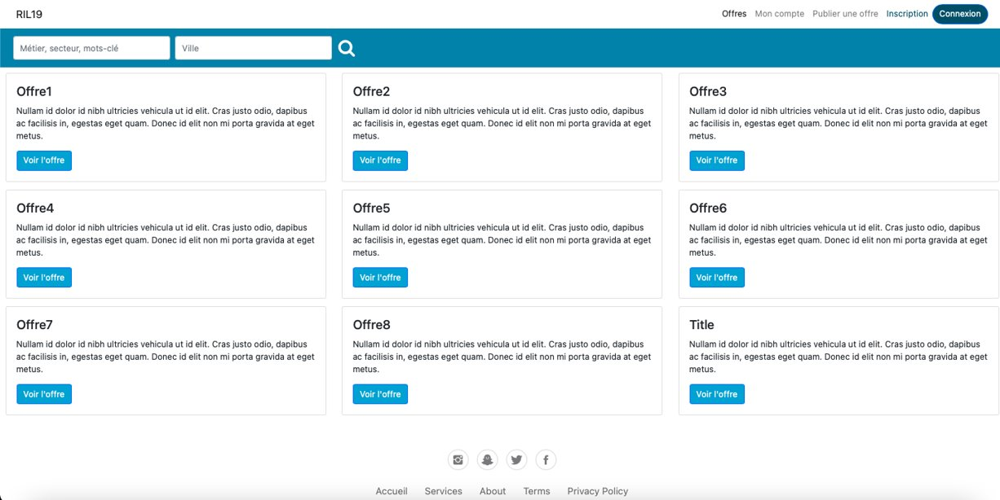 RIL19
Offres Mon compte Publier une offre Inscription Connexion
Métier, secteur, mots-clé
Ville
Offre1
Nullam id dolor id nibh ultricies vehicula ut id elit. Cras justo odio, dapibus
ac facilisis in, egestas eget quam. Donec id elit non mi porta gravida at eget
metus.
Voir l'offre
Offre2
Nullam id dolor id nibh ultricies vehicula ut id elit. Cras justo odio, dapibus
ac facilisis in, egestas eget quam. Donec id elit non mi porta gravida at eget
metus.
Voir l'offre
Offre3
Nullam id dolor id nibh ultricies vehicula ut id elit. Cras justo odio, dapibus
ac facilisis in, egestas eget quam. Donec id elit non mi porta gravida at eget
metus.
Voir l'offre
Offre4
Nullam id dolor id nibh ultricies vehicula ut id elit. Cras justo odio, dapibus
ac facilisis in, egestas eget quam. Donec id elit non mi porta gravida at eget
metus.
Voir l'offre
Offre5
Nullam id dolor id nibh ultricies vehicula ut id elit. Cras justo odio, dapibus
ac facilisis in, egestas eget quam. Donec id elit non mi porta gravida at eget
metus.
Voir l'offre
Offre6
Nullam id dolor id nibh ultricies vehicula ut id elit. Cras justo odio, dapibus
ac facilisis in, egestas eget quam. Donec id elit non mi porta gravida at eget
metus.
Voir l'offre
Offre7
Nullam id dolor id nibh ultricies vehicula ut id elit. Cras justo odio, dapibus
ac facilisis in, egestas eget quam. Donec id elit non mi porta gravida at eget
metus.
Voir l'offre
Offre8
Nullam id dolor id nibh ultricies vehicula ut id elit. Cras justo odio, dapibus
ac facilisis in, egestas eget quam. Donec id elit non mi porta gravida at eget
metus.
Voir l'offre
Title
Nullam id dolor id nibh ultricies vehicula ut id elit. Cras justo odio, dapibus
ac facilisis in, egestas eget quam. Donec id elit non mi porta gravida at eget
metus.
Voir l'offre
Accueil Services About Terms Privacy Policy